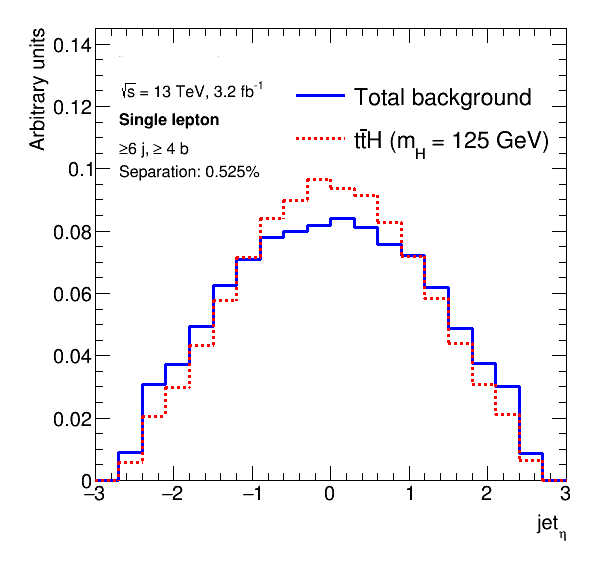 Arbitrary units
0.14
0.12
0.1
0.08
0.06
0.04
0.02
0
√s = 13 TeV, 3.2 fb⁻¹
Single lepton
≥6 j, ≥ 4 b
Separation: 0.525%
Total background
tt̄H (m_H = 125 GeV)
−3 −2 −1 0 1 2 3
jet_η